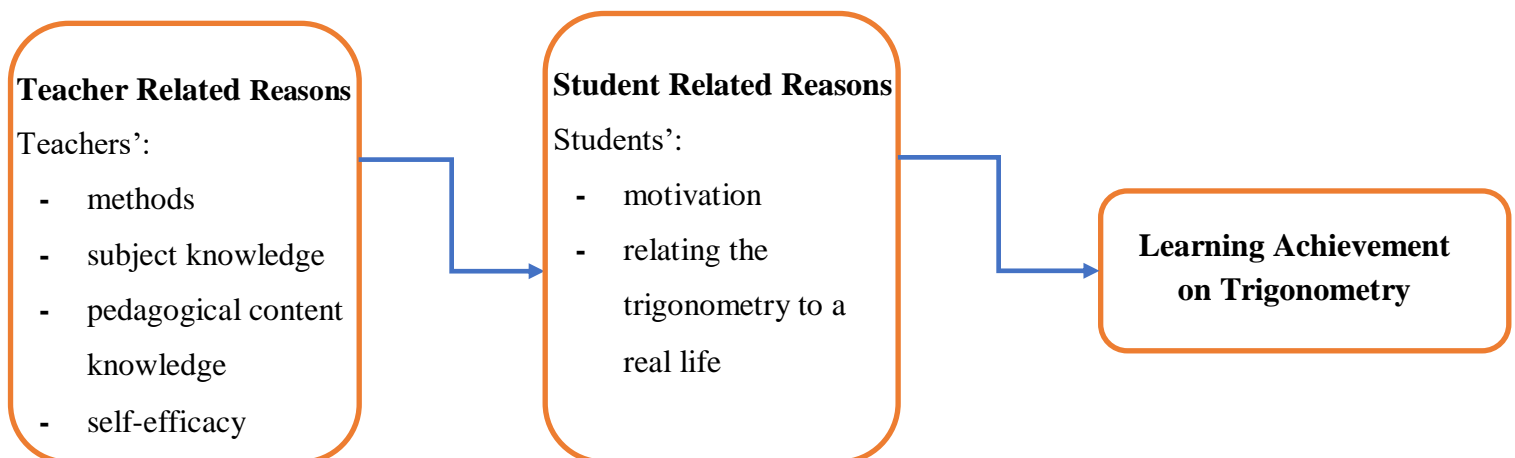 Teacher Related Reasons
Teachers’:
- methods
- subject knowledge
- pedagogical content
knowledge
- self-efficacy
Student Related Reasons
Students’:
- motivation
- relating the
trigonometry to a
real life
Learning Achievement
on Trigonometry